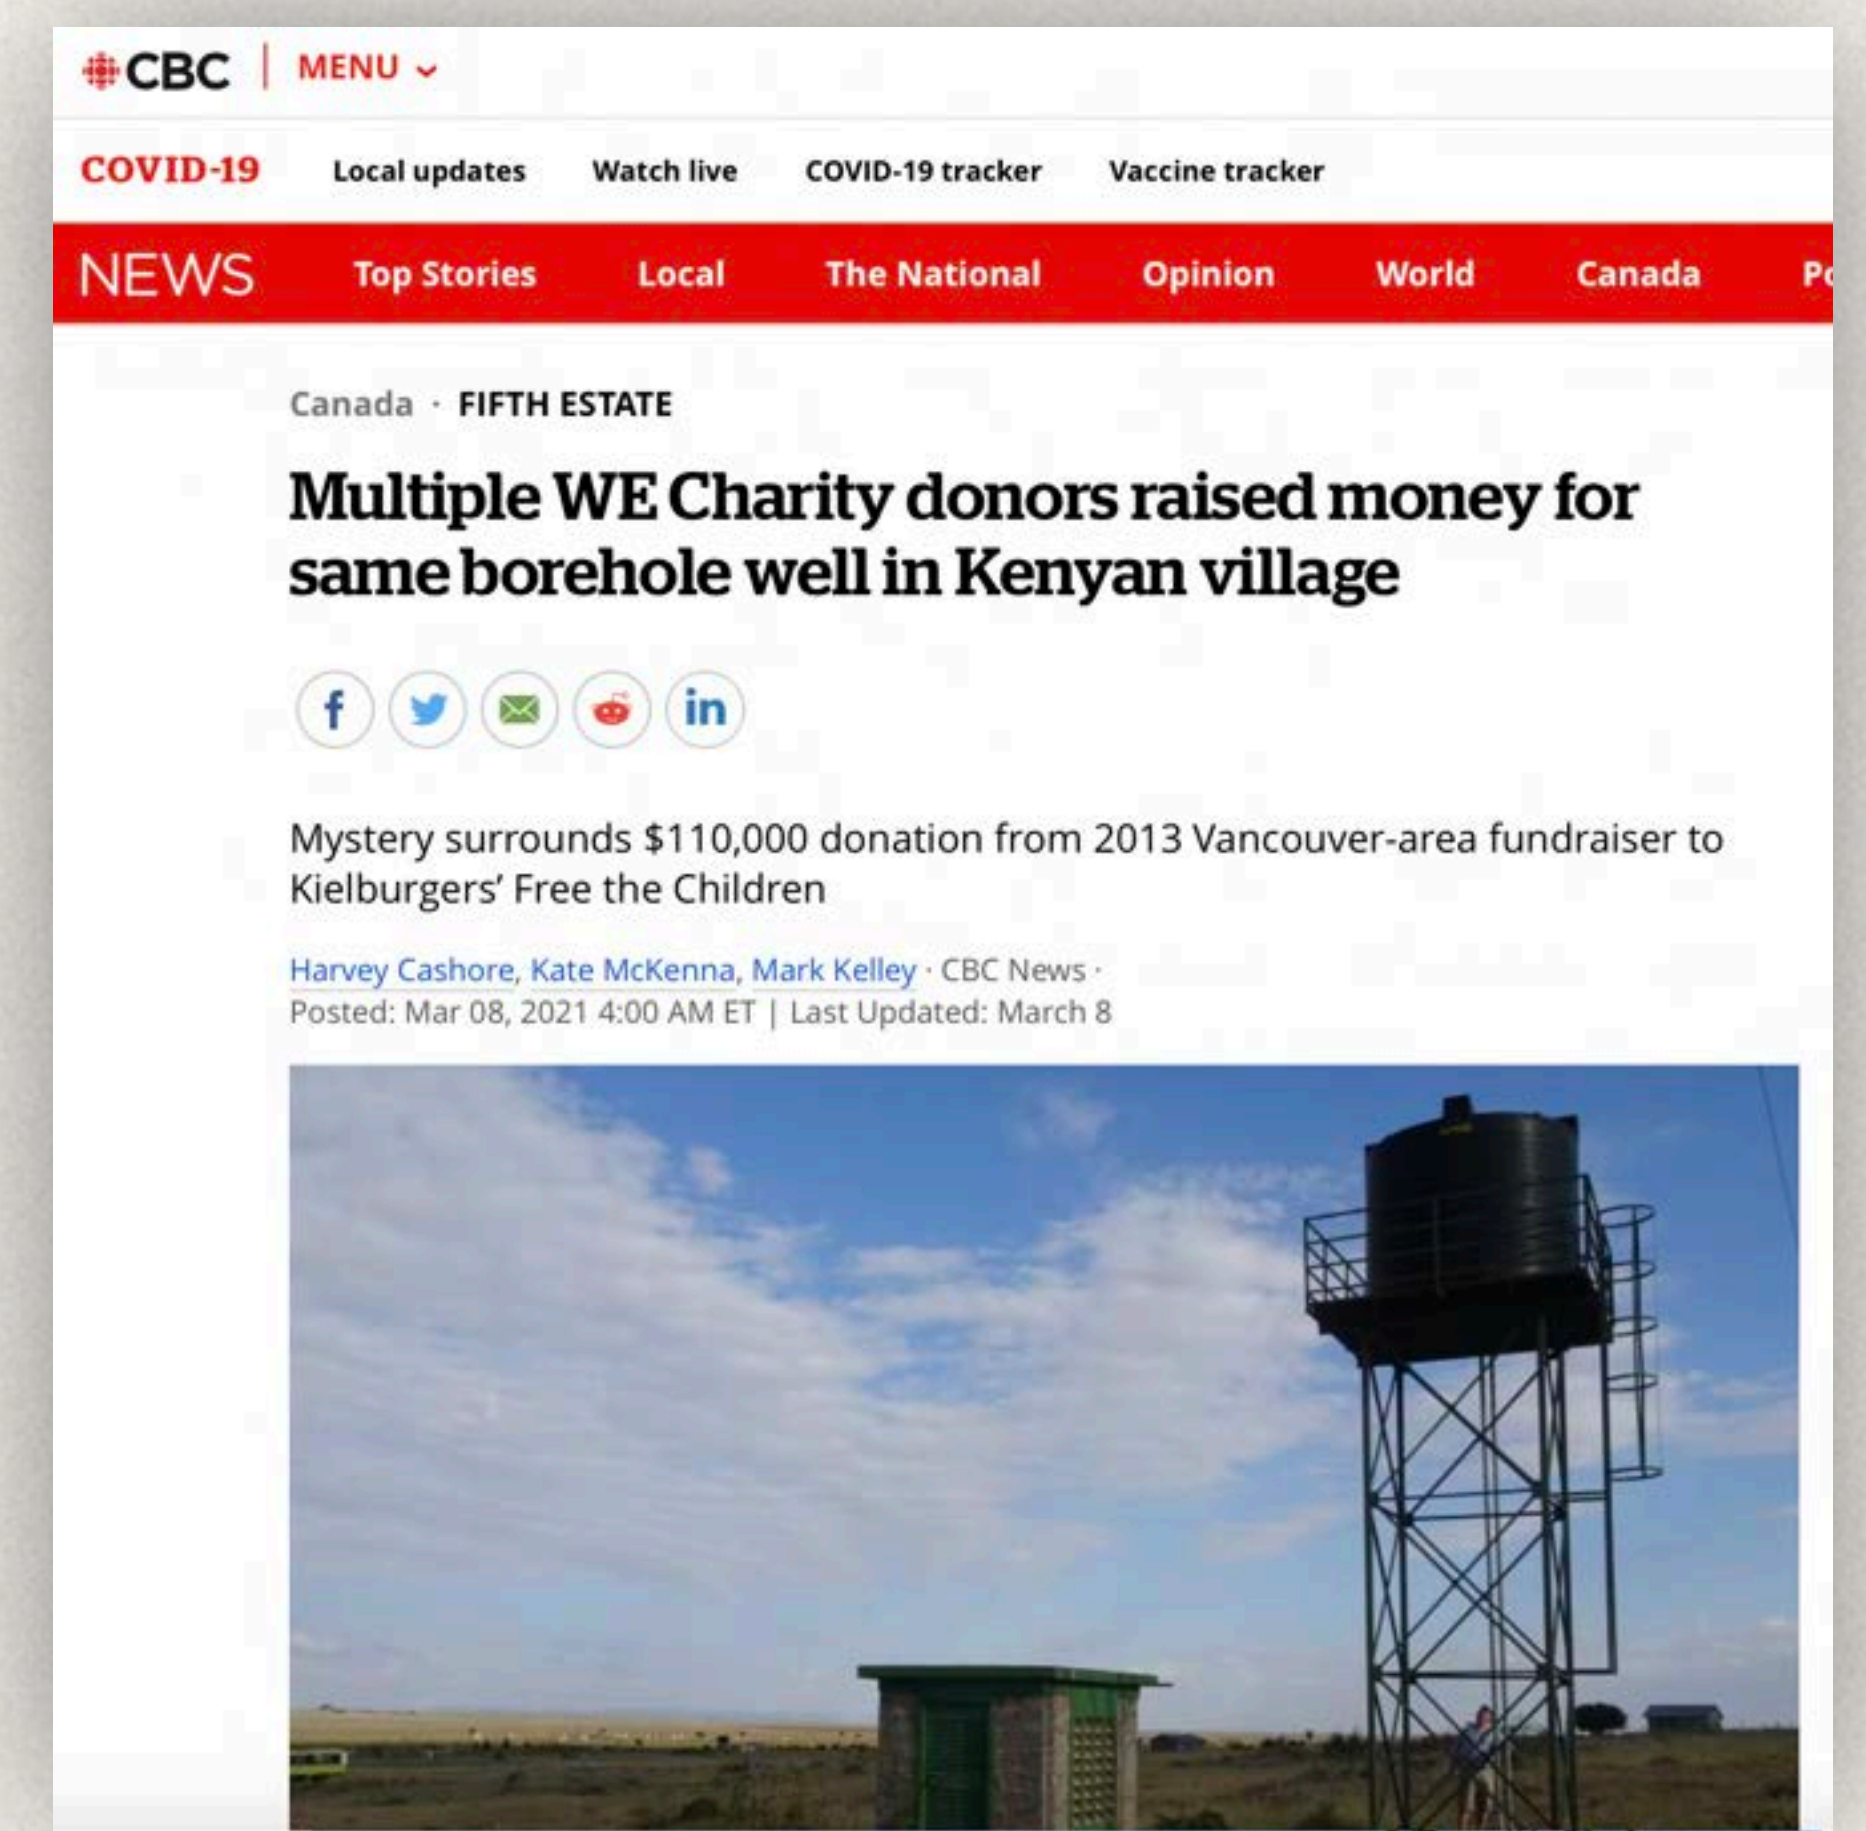 CBC | MENU
COVID-19 Local updates Watch live COVID-19 tracker Vaccine tracker
NEWS Top Stories Local The National Opinion World Canada
Canada · FIFTH ESTATE
Multiple WE Charity donors raised money for
same borehole well in Kenyan village
f in
Mystery surrounds $110,000 donation from 2013 Vancouver-area fundraiser to
Kielburgers’ Free the Children
Harvey Cashore, Kate McKenna, Mark Kelley · CBC News ·
Posted: Mar 08, 2021 4:00 AM ET | Last Updated: March 8